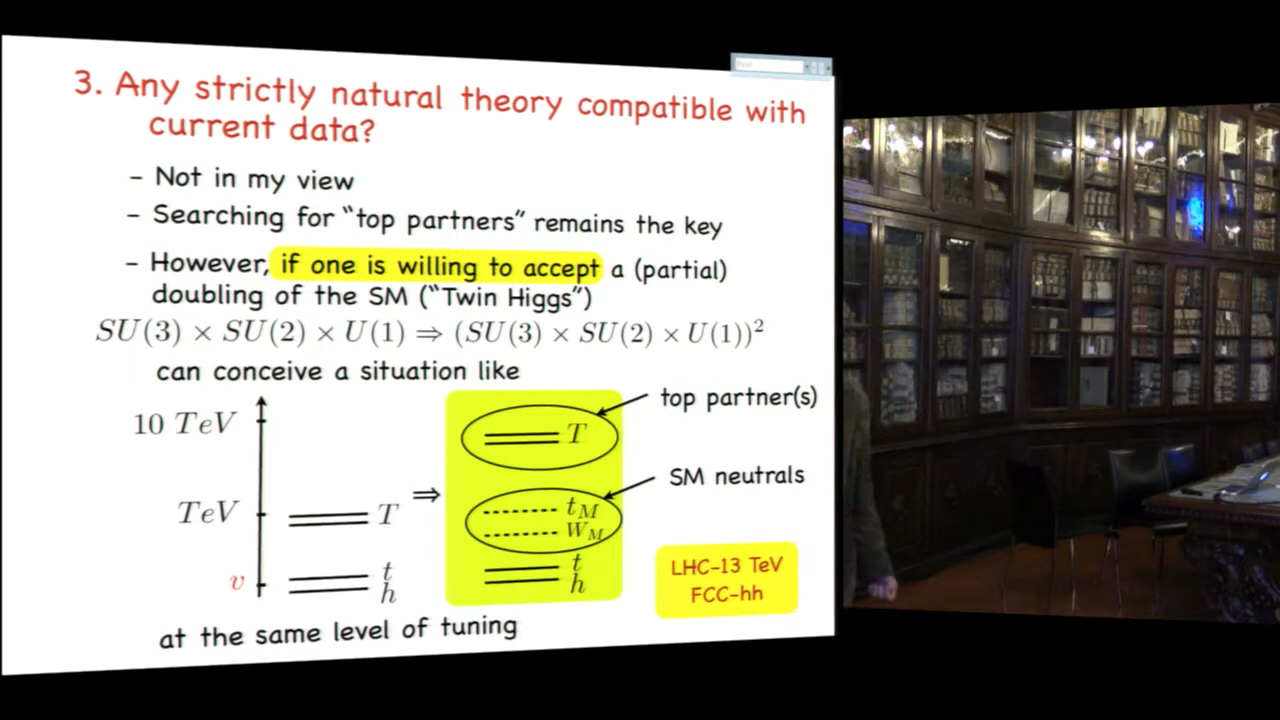 3. Any strictly natural theory compatible with
current data?
- Not in my view
- Searching for “top partners” remains the key
- However, if one is willing to accept a (partial)
doubling of the SM (“Twin Higgs”)
SU(3) × SU(2) × U(1) ⇒ (SU(3) × SU(2) × U(1))²
can conceive a situation like
top partner(s)
10 TeV
T
SM neutrals
⇒
t_M
TeV
T
W_M
t
t
LHC-13 TeV
v
h
h
FCC-hh
at the same level of tuning